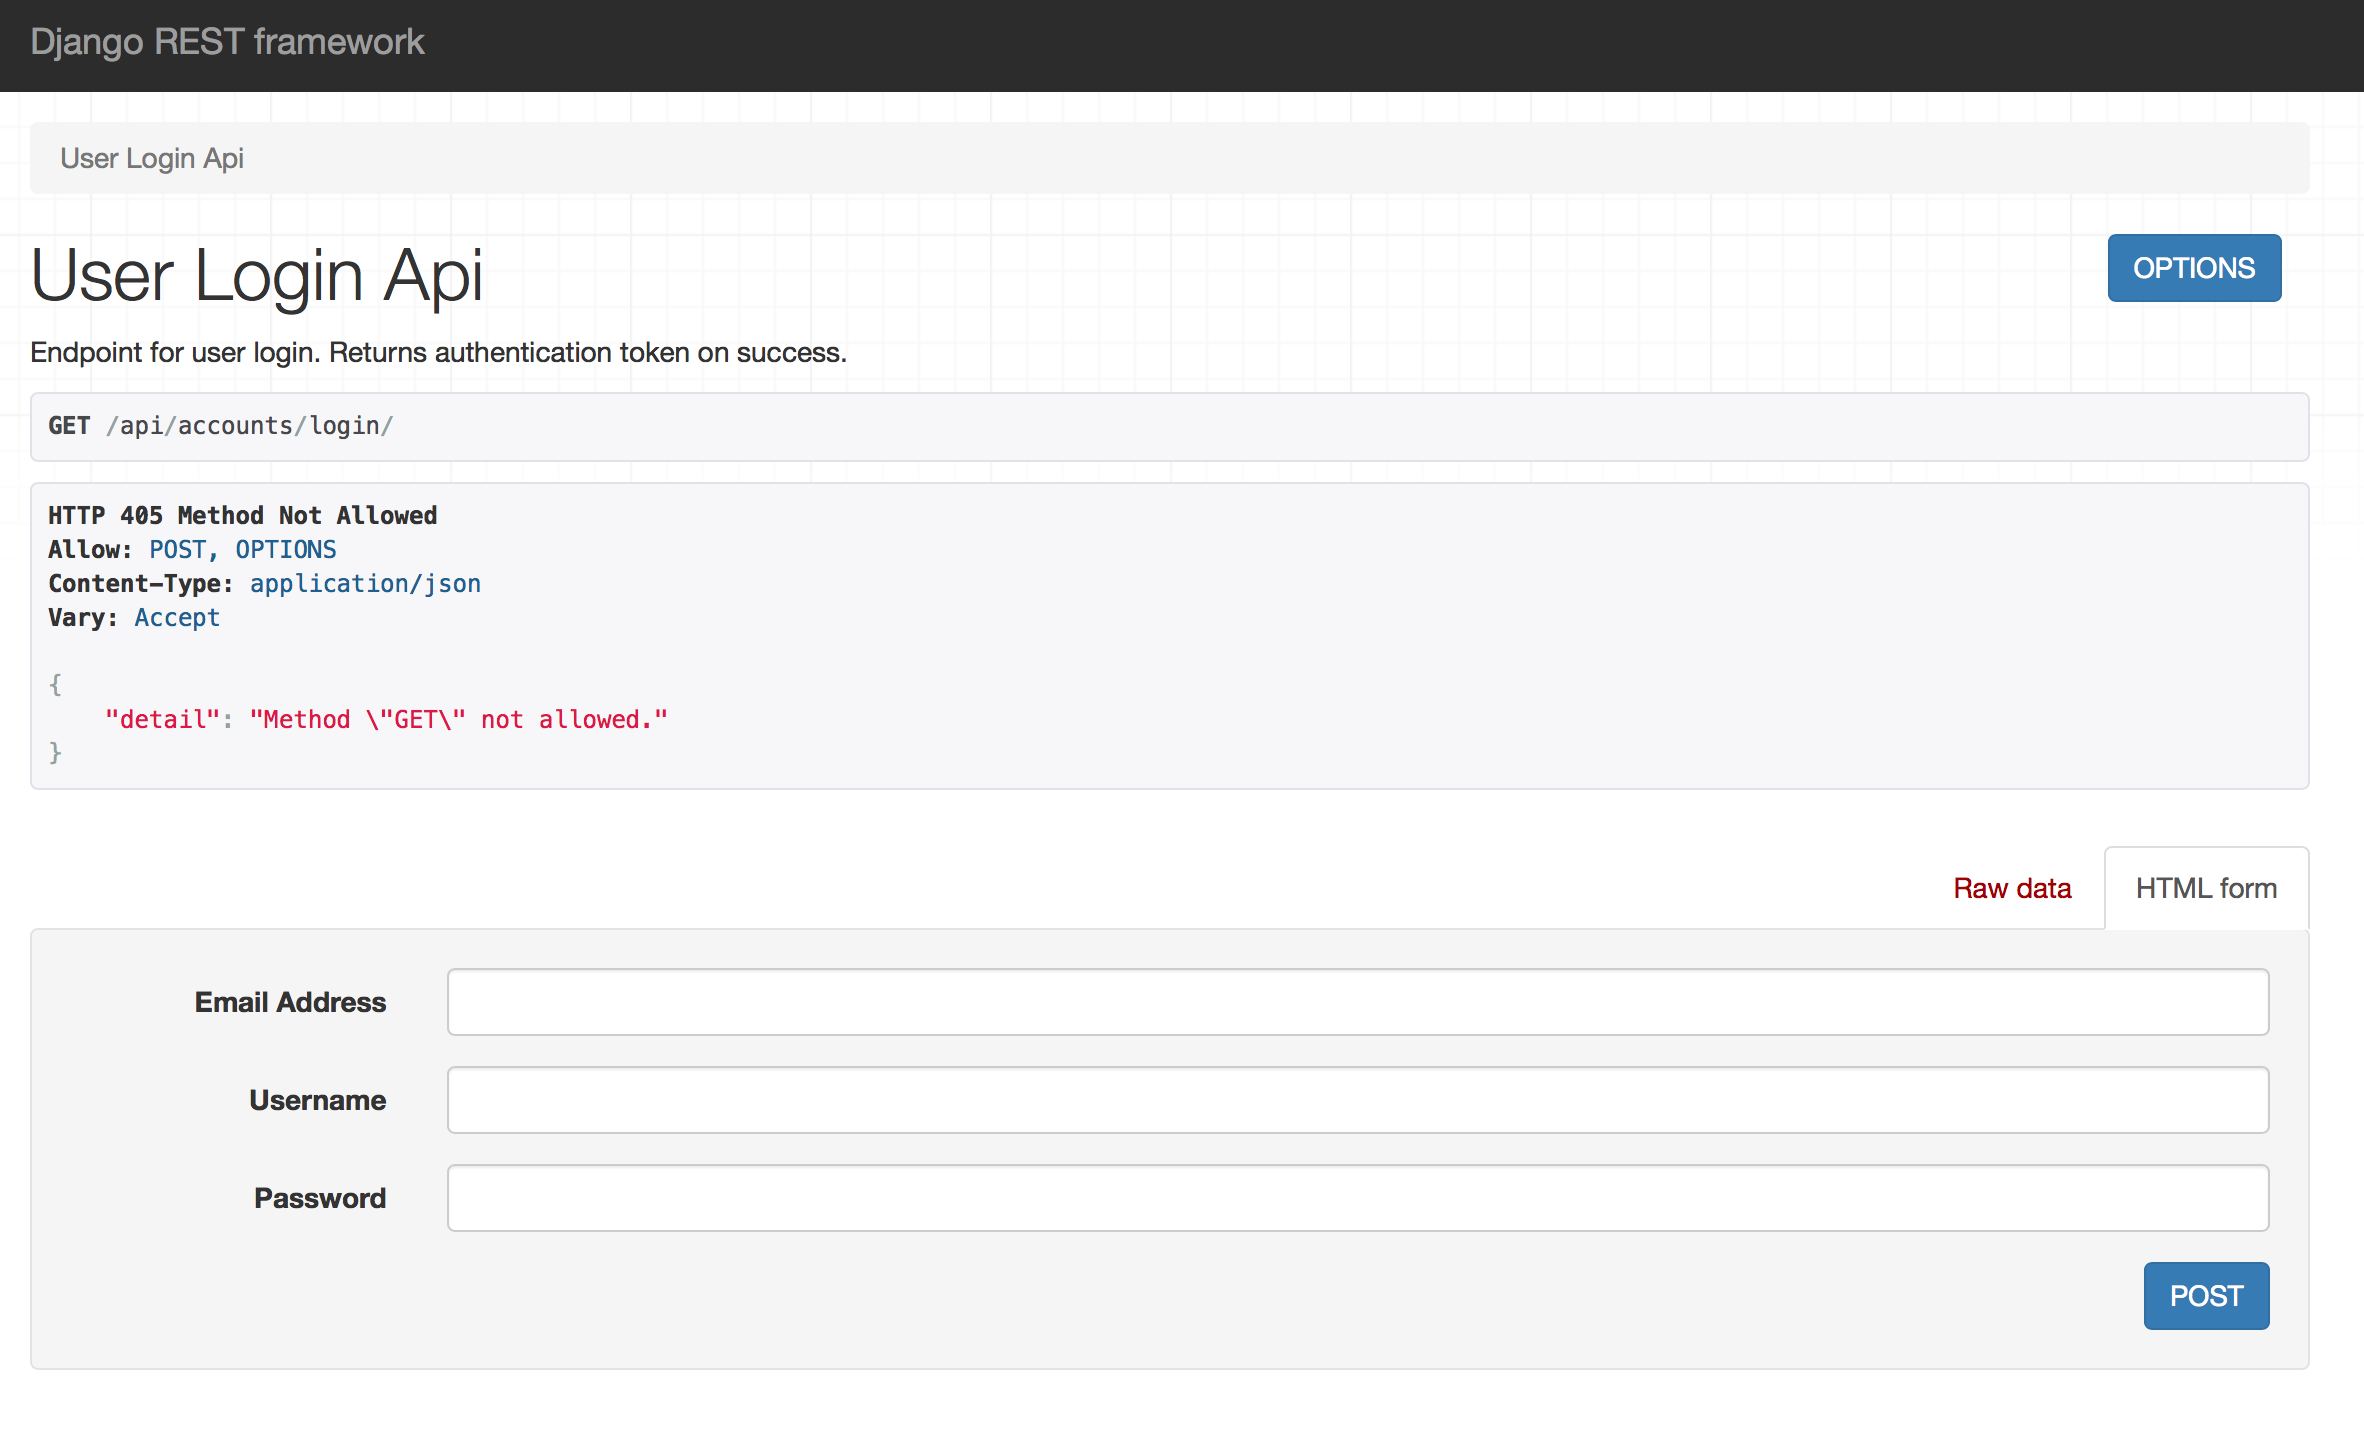 Django REST framework
User Login Api
User Login Api
OPTIONS
Endpoint for user login. Returns authentication token on success.
GET /api/accounts/login/
HTTP 405 Method Not Allowed
Allow: POST, OPTIONS
Content-Type: application/json
Vary: Accept
{
    "detail": "Method \"GET\" not allowed."
}
Raw data
HTML form
Email Address
Username
Password
POST